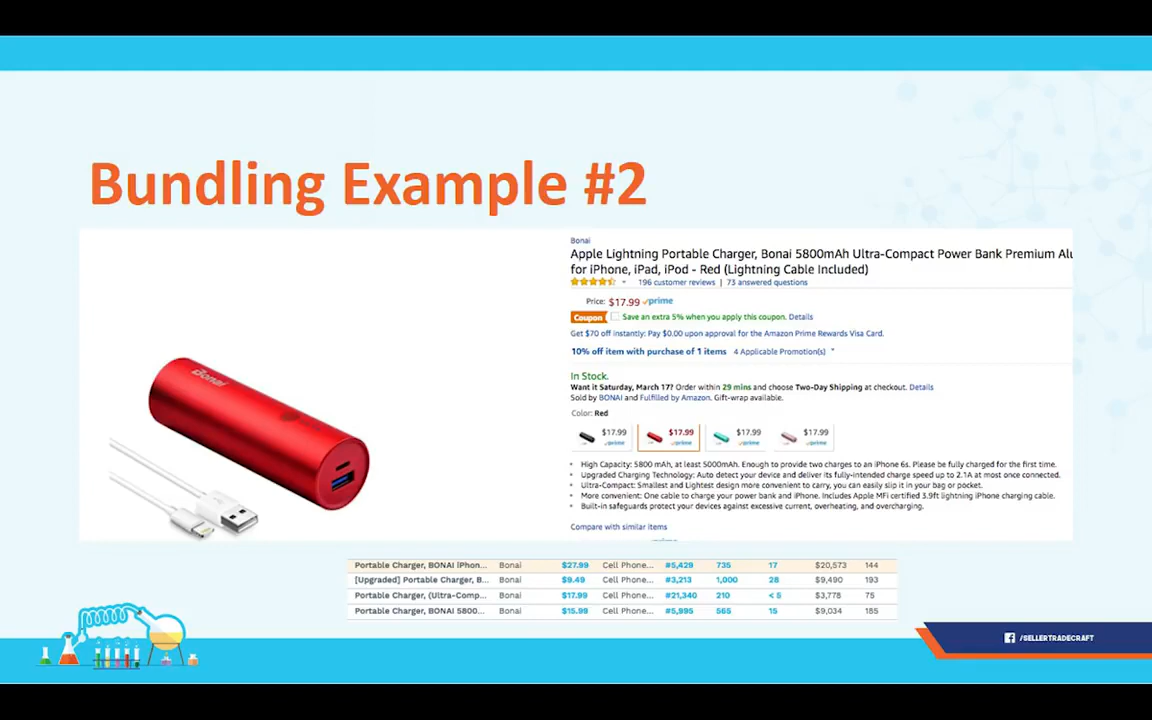 Bundling Example #2
Bonai
Bonai
Apple Lightning Portable Charger, Bonai 5800mAh Ultra-Compact Power Bank Premium Alu
for iPhone, iPad, iPod - Red (Lightning Cable Included)
196 customer reviews | 73 answered questions
Price: $17.99 prime
Coupon Save an extra 5% when you apply this coupon. Details
Get $70 off instantly: Pay $0.00 upon approval for the Amazon Prime Rewards Visa Card.
10% off item with purchase of 1 items 4 Applicable Promotion(s)
In Stock.
Want it Saturday, March 17? Order within 29 mins and choose Two-Day Shipping at checkout. Details
Sold by BONAI and Fulfilled by Amazon. Gift-wrap available.
Color: Red
$17.99 $17.99 $17.99 $17.99
prime prime prime prime
• High Capacity: 5800 mAh, at least 5000mAh. Enough to provide two charges to an iPhone 6s. Please be fully charged for the first time.
• Upgraded Charging Technology: Auto detect your device and deliver its fully-intended charge speed up to 2.1A at most once connected.
• Ultra-Compact: Smallest and Lightest design more convenient to carry, you can easily slip it in your bag or pocket.
• More convenient: One cable to charge your power bank and iPhone. Includes Apple MFi certified 3.9ft lightning iPhone charging cable.
• Built-in safeguards protect your devices against excessive current, overheating, and overcharging.
Compare with similar items
Portable Charger, BONAI iPhon... Bonai $27.99 Cell Phone... #5,429 735 17 $20,573 144
[Upgraded] Portable Charger, B... Bonai $9.49 Cell Phone... #3,213 1,000 28 $9,490 193
Portable Charger, (Ultra-Comp... Bonai $17.99 Cell Phone... #21,340 210 < 5 $3,778 75
Portable Charger, BONAI 5800... Bonai $15.99 Cell Phone... #5,995 565 15 $9,034 185
/SELLERTRADECRAFT